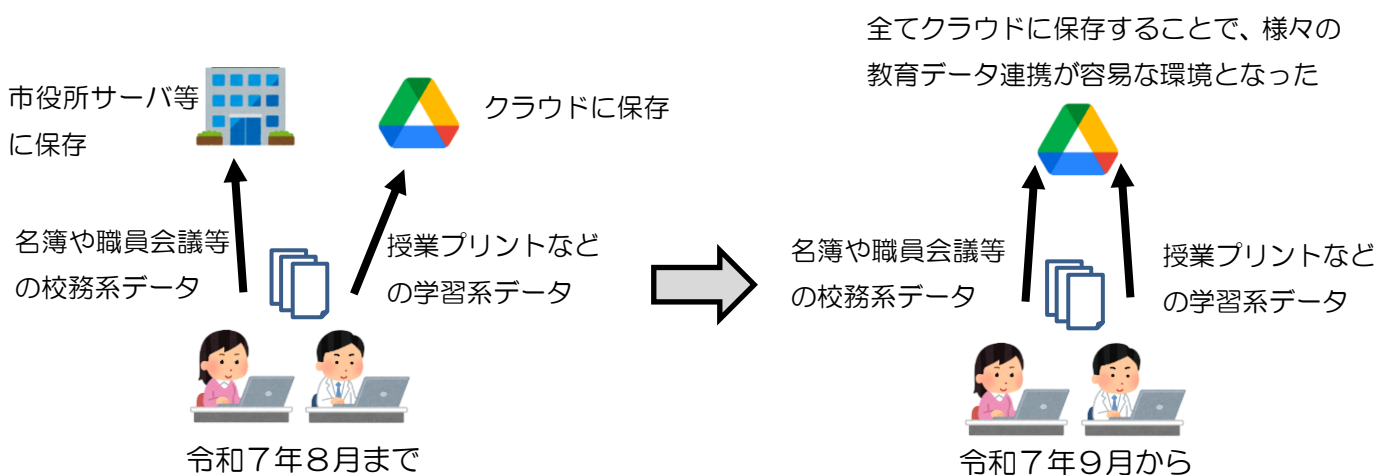 市役所サーバ等
に保存
クラウドに保存
名簿や職員会議等
の校務系データ
授業プリントなど
の学習系データ
令和７年８月まで
全てクラウドに保存することで、様々の
教育データ連携が容易な環境となった
名簿や職員会議等
の校務系データ
授業プリントなど
の学習系データ
令和７年９月から